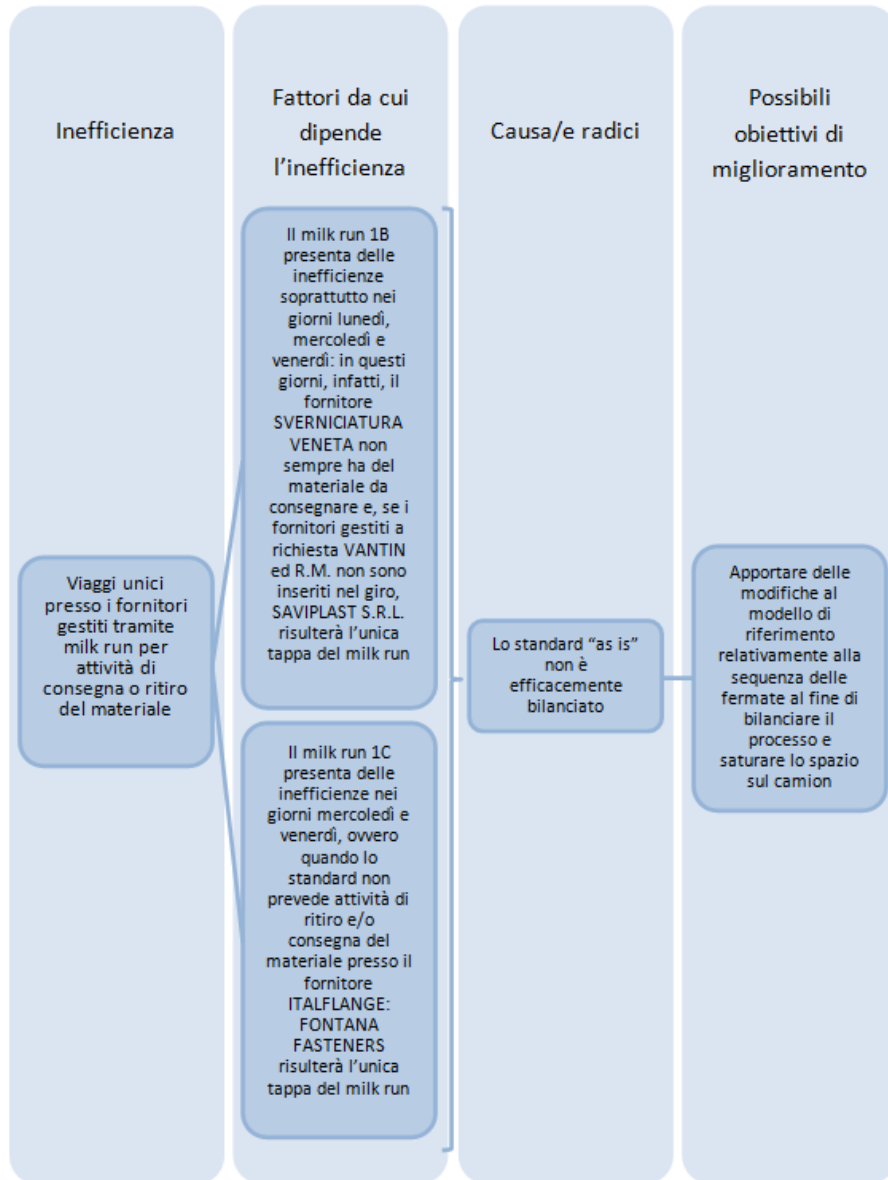 Inefficienza
Fattori da cui
dipende
l’inefficienza
Causa/e radici
Possibili
obiettivi di
miglioramento
Viaggi unici
presso i fornitori
gestiti tramite
milk run per
attività di
consegna o ritiro
del materiale
Il milk run 1B
presenta delle
inefficienze
soprattutto nei
giorni lunedì,
mercoledì e
venerdì: in questi
giorni, infatti, il
fornitore
SVERNICIATURA
VENETA non
sempre ha del
materiale da
consegnare e, se i
fornitori gestiti a
richiesta VANTIN
ed R.M. non sono
inseriti nel giro,
SAVIPLAST S.R.L.
risulterà l’unica
tappa del milk run
Il milk run 1C
presenta delle
inefficienze nei
giorni mercoledì e
venerdì, ovvero
quando lo
standard non
prevede attività di
ritiro e/o
consegna del
materiale presso il
fornitore
ITALFLANGE:
FONTANA
FASTENERS
risulterà l’unica
tappa del milk run
Lo standard “as is”
non è
efficacemente
bilanciato
Apportare delle
modifiche al
modello di
riferimento
relativamente alla
sequenza delle
fermate al fine di
bilanciare il
processo e
saturare lo spazio
sul camion